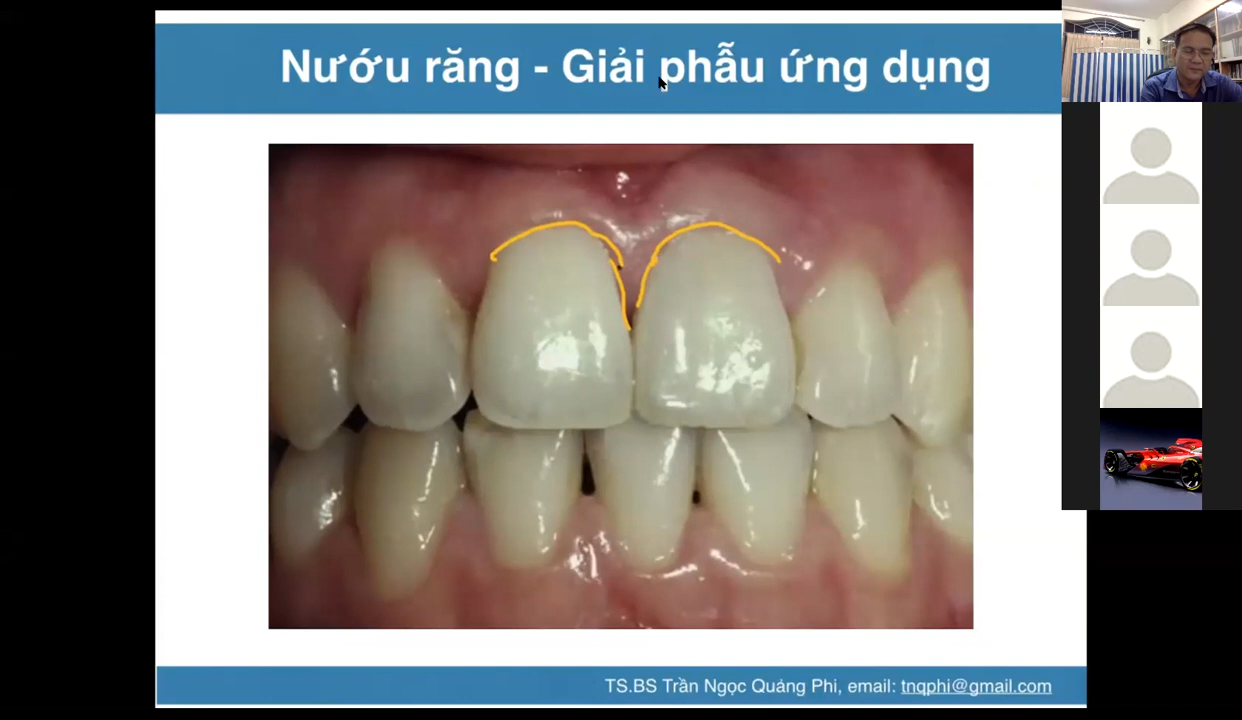 Nướu răng - Giải phẫu ứng dụng
TS.BS Trần Ngọc Quảng Phi, email: tnqphi@gmail.com